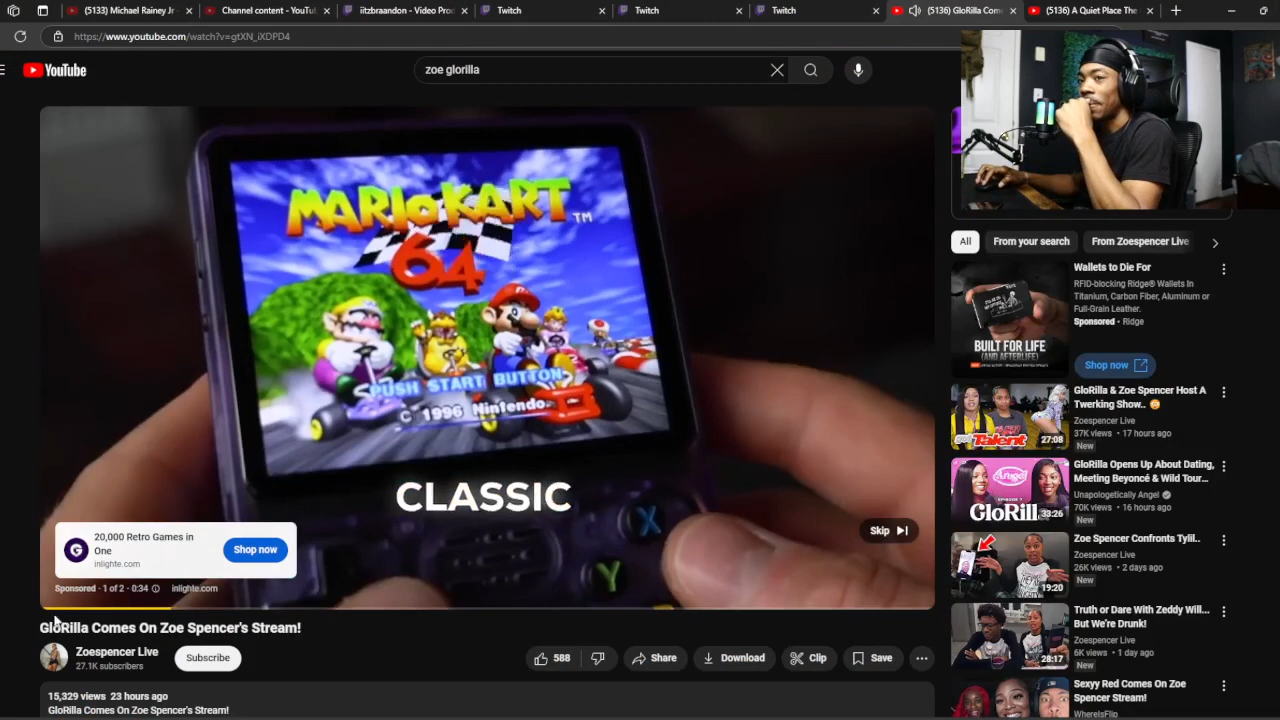 (5133) Michael Rainey Jr
Channel content - YouTu
iitzbraandon - Video Pro
Twitch
Twitch
Twitch
(5136) GloRilla Com
(5136) A Quiet Place The
https://www.youtube.com/watch?v=gtXN_iXDPD4
YouTube
zoe glorilla
MARIO KART
64
TM
PUSH START BUTTON
© 1996 Nintendo
CLASSIC
X
Y
20,000 Retro Games in
One
inlighte.com
Shop now
Skip
Sponsored · 1 of 2 · 0:34
inlighte.com
GloRilla Comes On Zoe Spencer's Stream!
Zoespencer Live
27.1K subscribers
Subscribe
588
Share
Download
Clip
Save
15,329 views 23 hours ago
GloRilla Comes On Zoe Spencer's Stream!
All
From your search
From Zoespencer Live
BUILT FOR LIFE
(AND AFTERLIFE)
Wallets to Die For
RFID-blocking Ridge® Wallets In
Titanium, Carbon Fiber, Aluminum or
Full-Grain Leather.
Sponsored · Ridge
Shop now
got Talent
27:08
GloRilla & Zoe Spencer Host A
Twerking Show.. 😳
Zoespencer Live
37K views · 17 hours ago
New
Angel
EPISODE 7
GloRill
33:26
GloRilla Opens Up About Dating,
Meeting Beyoncé & Wild Tour...
Unapologetically Angel
70K views · 16 hours ago
New
19:20
Zoe Spencer Confronts Tylil..
Zoespencer Live
26K views · 2 days ago
New
28:17
Truth or Dare With Zeddy Will...
But We're Drunk!
Zoespencer Live
6K views · 1 day ago
New
Sexyy Red Comes On Zoe
Spencer Stream!
WhereIsFlip